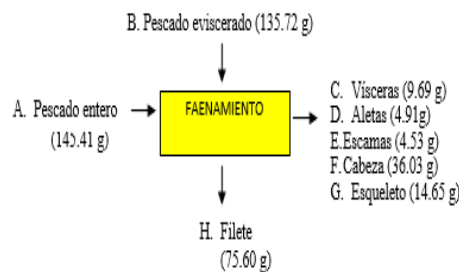 B. Pescado eviscerado (135.72 g)
A. Pescado entero
(145.41 g)
FAENAMIENTO
C. Vísceras (9.69 g)
D. Aletas (4.91g)
E.Escamas (4.53 g)
F.Cabeza (36.03 g)
G. Esqueleto (14.65 g)
H. Filete
(75.60 g)